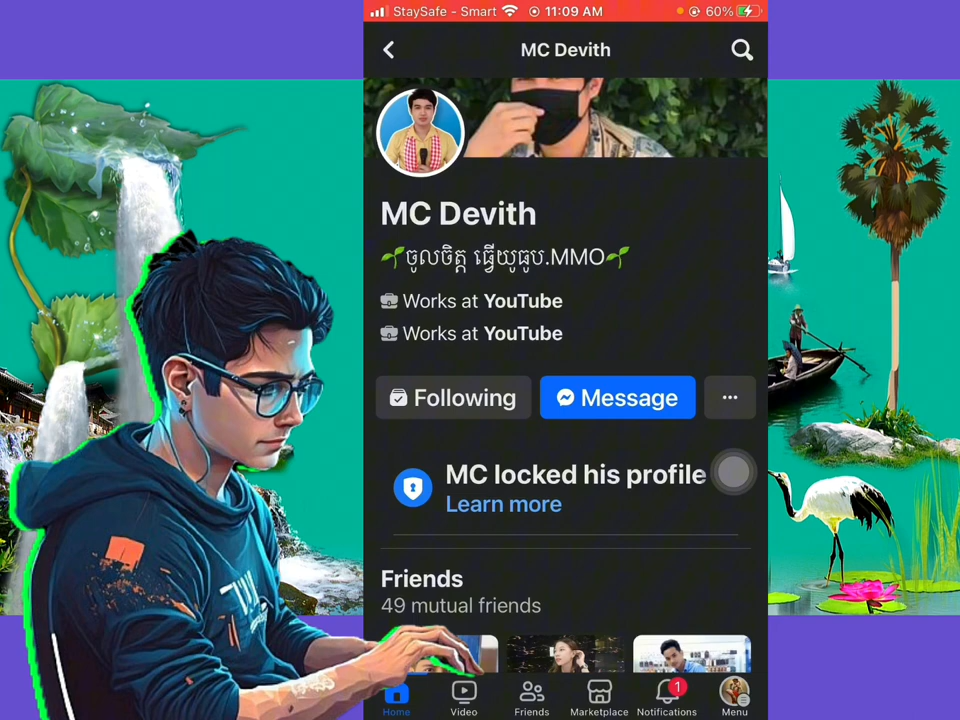 StaySafe - Smart 11:09 AM 60%
MC Devith
MC Devith
🌱ចូលចិត្ត ធ្វើយូធូប.MMO🌱
Works at YouTube
Works at YouTube
Following Message
MC locked his profile
Learn more
Friends
49 mutual friends
1
Home Video Friends Marketplace Notifications Menu